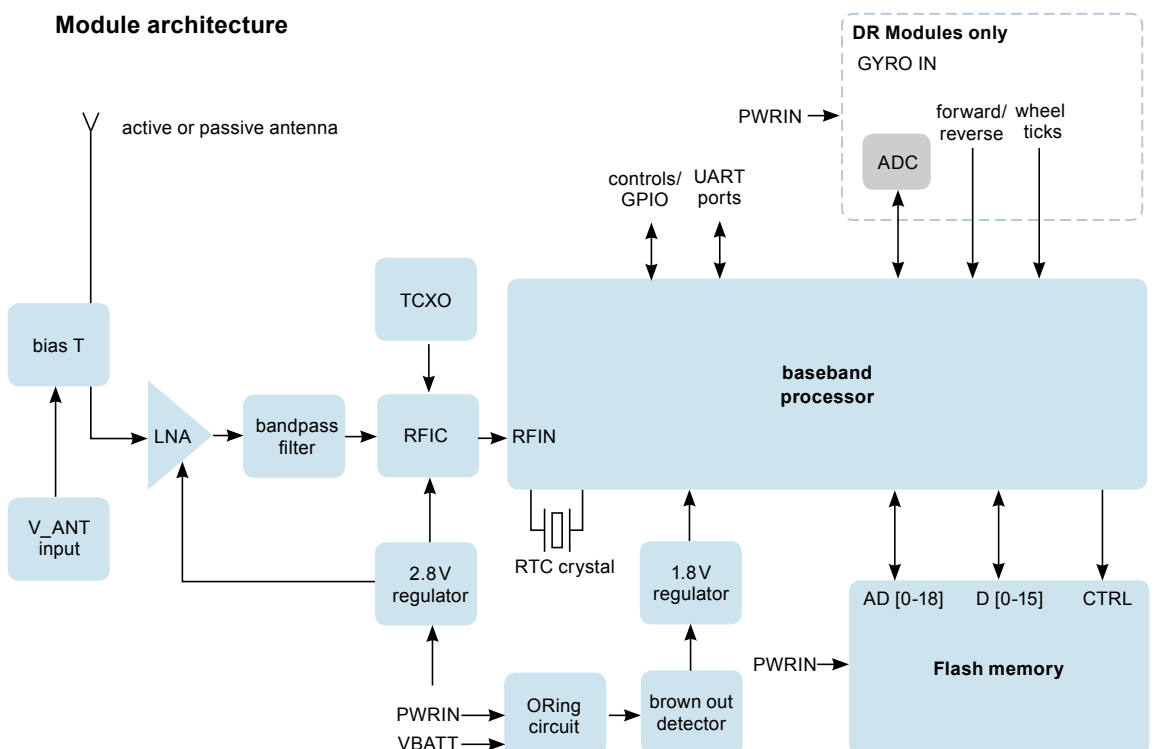 Module architecture
DR Modules only
GYRO IN
PWRIN
forward/
reverse
wheel
ticks
active or passive antenna
ADC
controls/
GPIO
UART
ports
TCXO
bias T
baseband
processor
LNA
bandpass
filter
RFIC
RFIN
V_ANT
input
RTC crystal
2.8 V
regulator
1.8 V
regulator
AD [0-18]
D [0-15]
CTRL
PWRIN
Flash memory
PWRIN
VBATT
ORing
circuit
brown out
detector